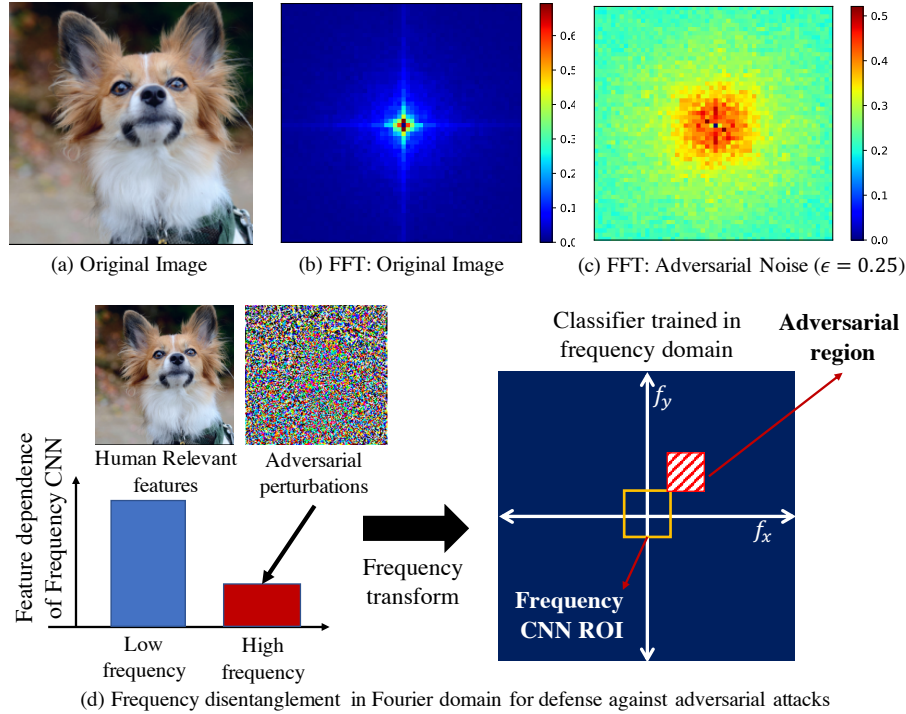 0.6
0.5
0.4
0.3
0.2
0.1
0.0
0.5
0.4
0.3
0.2
0.1
0.0
(a) Original Image
(b) FFT: Original Image
(c) FFT: Adversarial Noise (ϵ = 0.25)
Feature dependence
of Frequency CNN
Human Relevant
features
Adversarial
perturbations
Low
frequency
High
frequency
Frequency
transform
Classifier trained in
frequency domain
Adversarial
region
f_y
f_x
Frequency
CNN ROI
(d) Frequency disentanglement in Fourier domain for defense against adversarial attacks